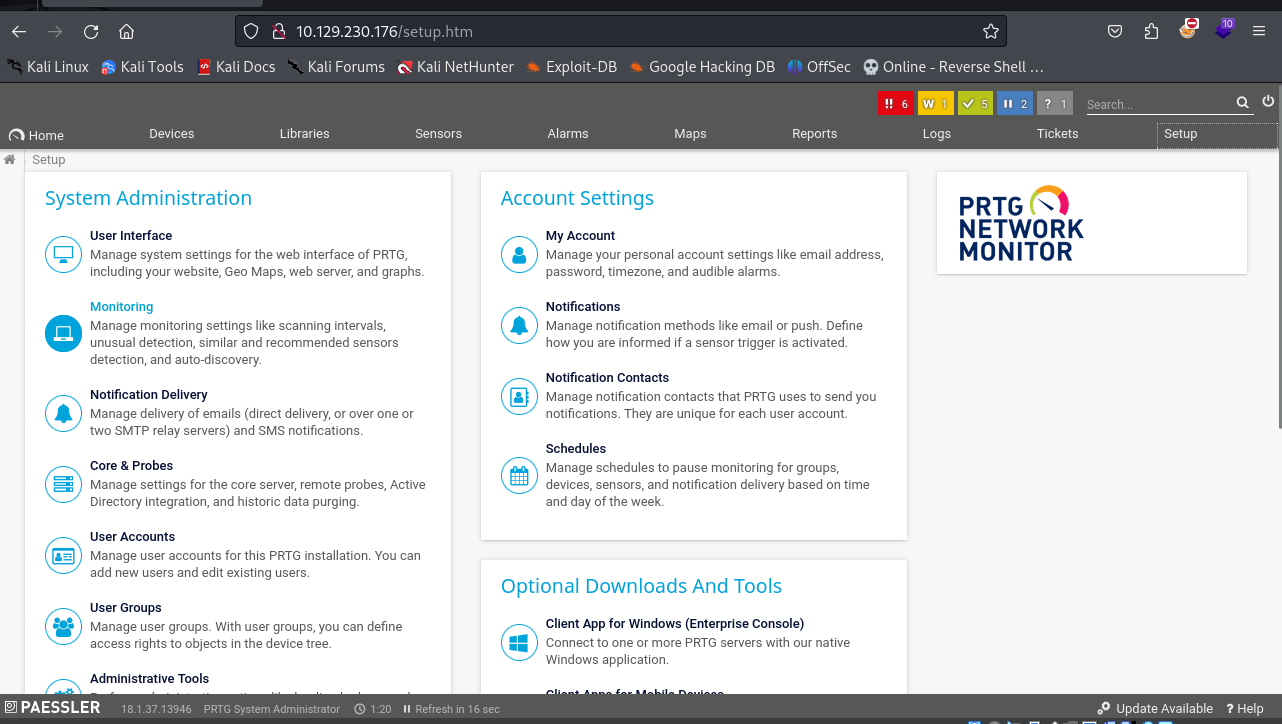 10.129.230.176/setup.htm
10
Kali Linux
Kali Tools
Kali Docs
Kali Forums
Kali NetHunter
Exploit-DB
Google Hacking DB
OffSec
Online - Reverse Shell …
!! 6
W 1
5
2
? 1
Search...
Home
Devices
Libraries
Sensors
Alarms
Maps
Reports
Logs
Tickets
Setup
Setup
System Administration
User Interface
Manage system settings for the web interface of PRTG,
including your website, Geo Maps, web server, and graphs.
Monitoring
Manage monitoring settings like scanning intervals,
unusual detection, similar and recommended sensors
detection, and auto-discovery.
Notification Delivery
Manage delivery of emails (direct delivery, or over one or
two SMTP relay servers) and SMS notifications.
Core & Probes
Manage settings for the core server, remote probes, Active
Directory integration, and historic data purging.
User Accounts
Manage user accounts for this PRTG installation. You can
add new users and edit existing users.
User Groups
Manage user groups. With user groups, you can define
access rights to objects in the device tree.
Administrative Tools
Account Settings
My Account
Manage your personal account settings like email address,
password, timezone, and audible alarms.
Notifications
Manage notification methods like email or push. Define
how you are informed if a sensor trigger is activated.
Notification Contacts
Manage notification contacts that PRTG uses to send you
notifications. They are unique for each user account.
Schedules
Manage schedules to pause monitoring for groups,
devices, sensors, and notification delivery based on time
and day of the week.
Optional Downloads And Tools
Client App for Windows (Enterprise Console)
Connect to one or more PRTG servers with our native
Windows application.
Client Apps for Mobile Devices
PRTG
NETWORK
MONITOR
PAESSLER
18.1.37.13946
PRTG System Administrator
1:20
Refresh in 16 sec
Update Available
? Help